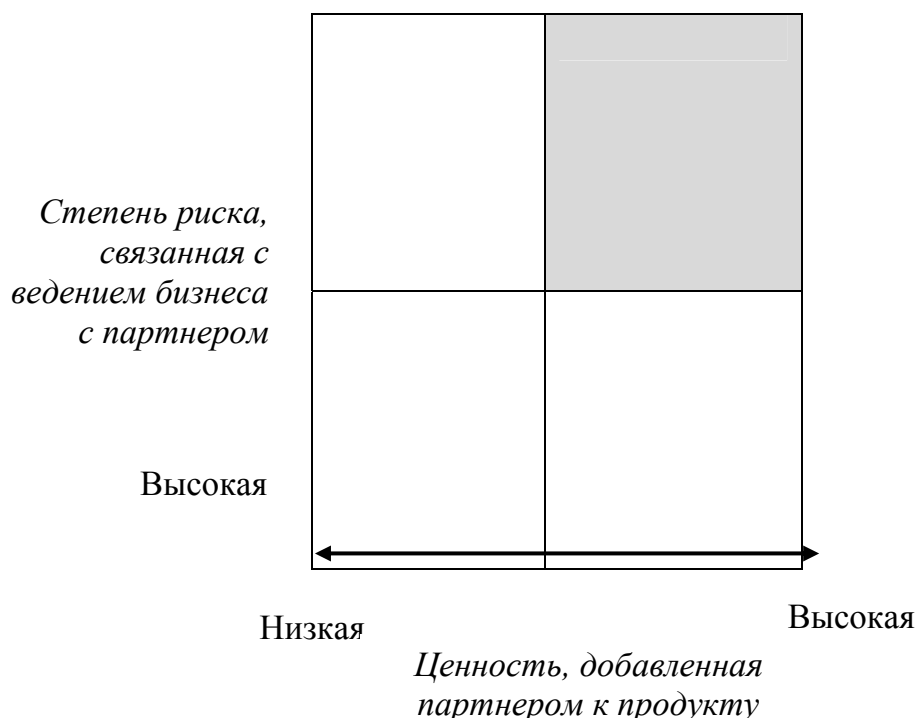 Степень риска,
связанная с
ведением бизнеса
с партнером
Высокая
Низкая
Высокая
Ценность, добавленная
партнером к продукту